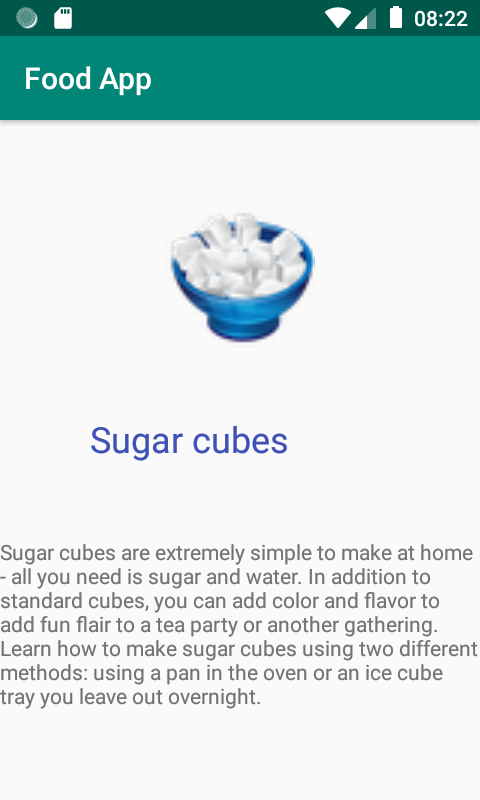 08:22
Food App
Sugar cubes
Sugar cubes are extremely simple to make at home
- all you need is sugar and water. In addition to
standard cubes, you can add color and flavor to
add fun flair to a tea party or another gathering.
Learn how to make sugar cubes using two different
methods: using a pan in the oven or an ice cube
tray you leave out overnight.